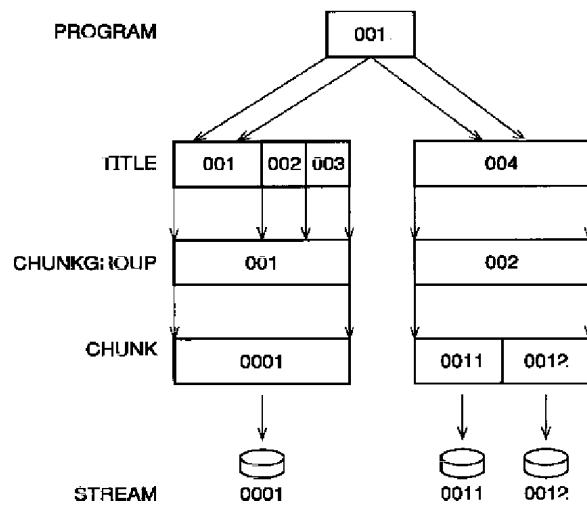 PROGRAM 001
TITLE 001 002 003 004
CHUNKGROUP 001 002
CHUNK 0001 0011 0012
STREAM 0001 0011 0012